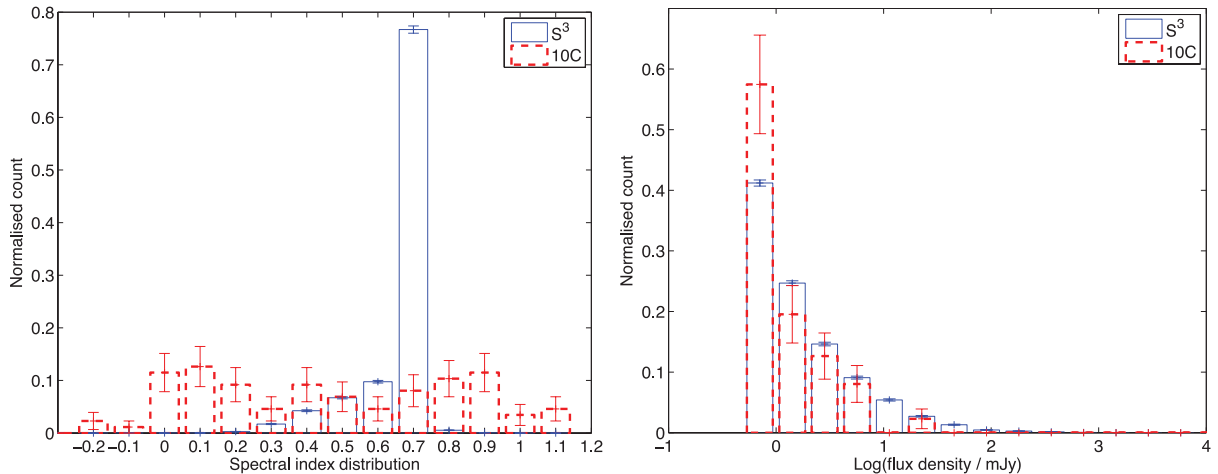 0.8
0.7
0.6
0.5
0.4
0.3
0.2
0.1
0
Normalised count
−0.2 −0.1 0 0.1 0.2 0.3 0.4 0.5 0.6 0.7 0.8 0.9 1 1.1 1.2
Spectral index distribution
S³
10C
0.6
0.5
0.4
0.3
0.2
0.1
0
Normalised count
−1 0 1 2 3 4
Log(flux density / mJy)
S³
10C